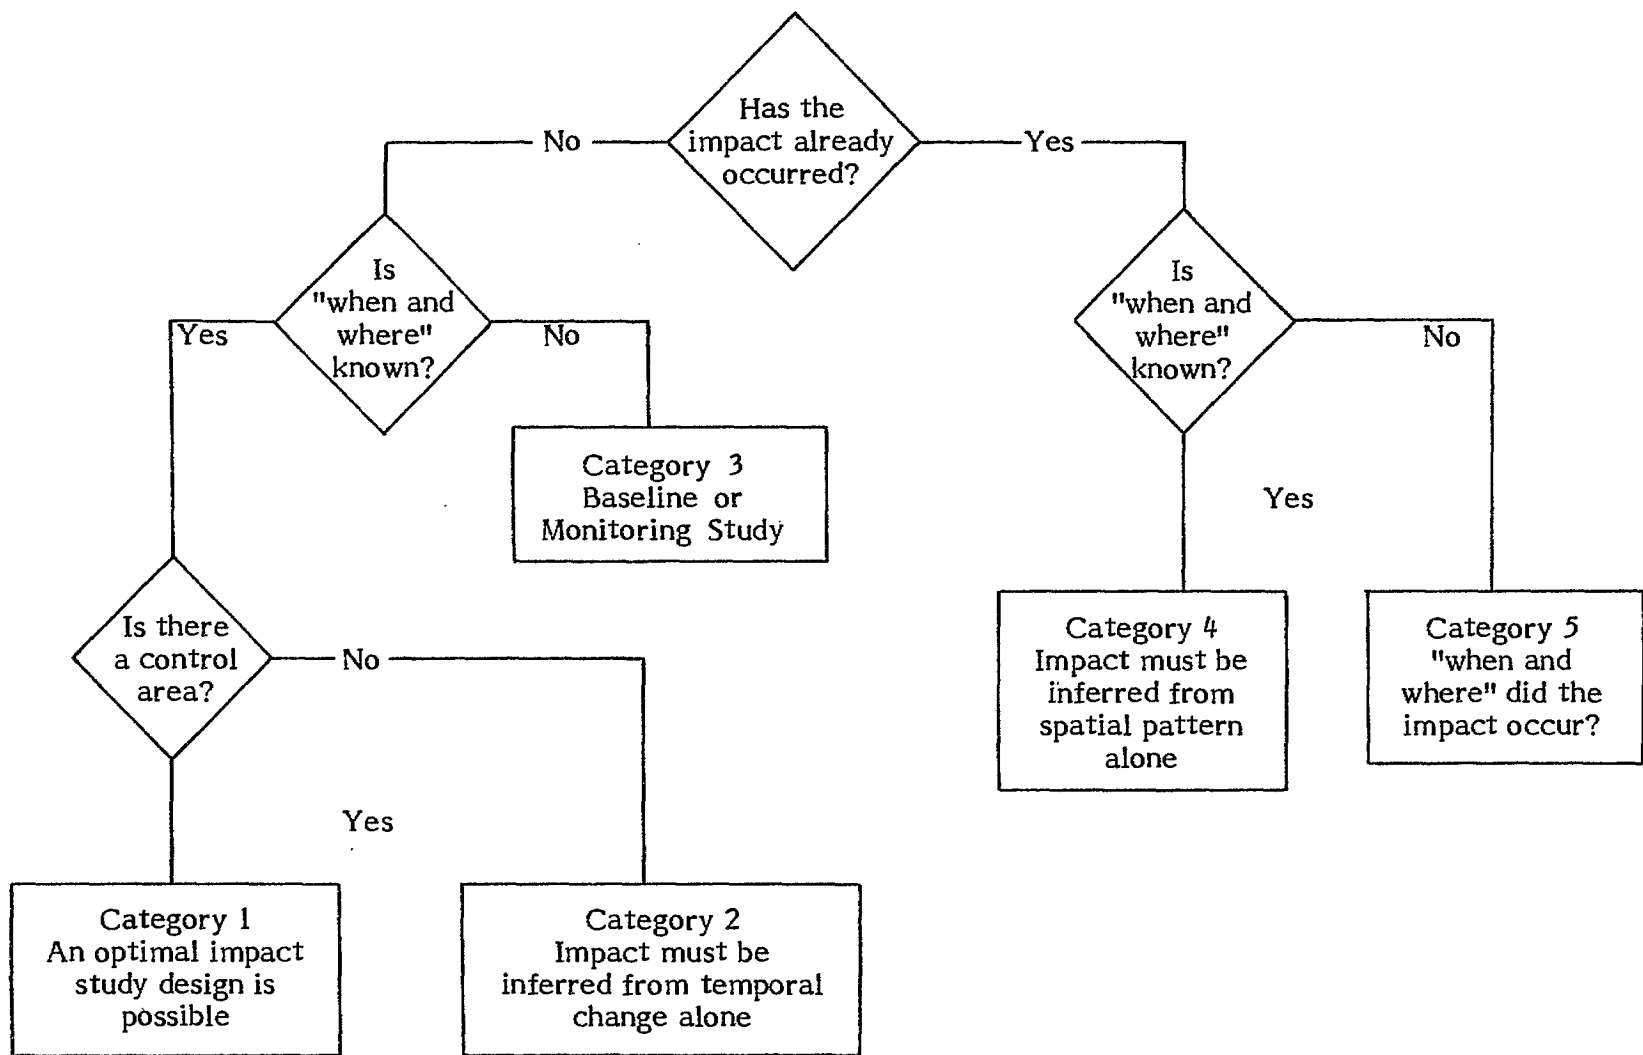 Has the
impact already
occurred?
No
Yes
Is
"when and
where"
known?
Is
"when and
where"
known?
Yes
No
No
Category 3
Baseline or
Monitoring Study
Yes
Is there
a control
area?
No
Category 4
Impact must be
inferred from
spatial pattern
alone
Category 5
"when and
where" did the
impact occur?
Yes
Category 1
An optimal impact
study design is
possible
Category 2
Impact must be
inferred from temporal
change alone